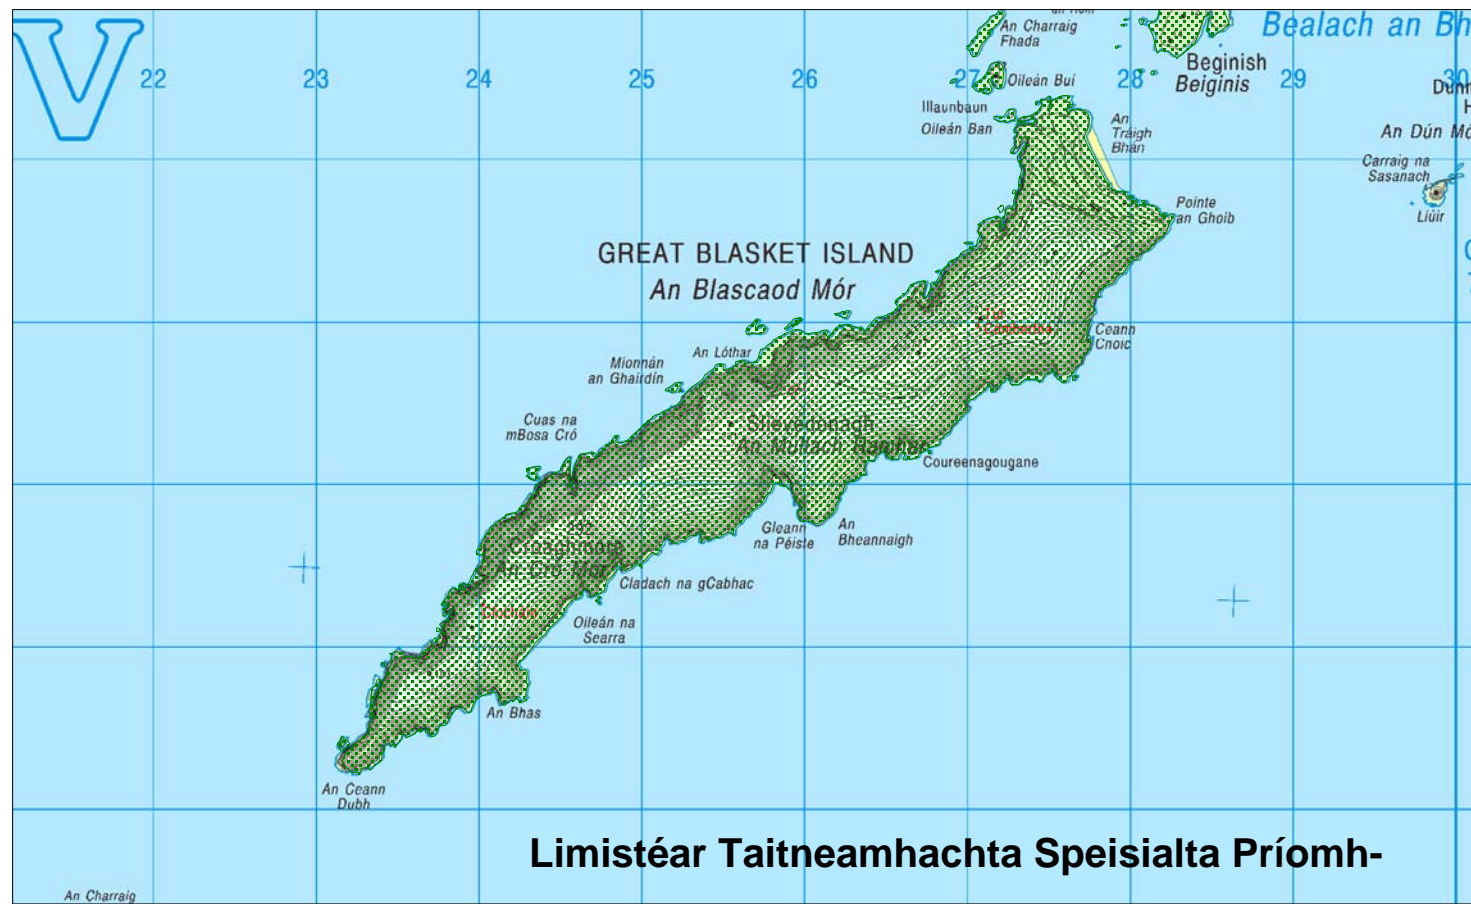 Bealach an Bh
An Charraig
Fhada
Beginish
Beiginis
V
22
23
24
25
26
27
28
29
30
Oileán Buí
Illaunbaun
Oileán Ban
An
Tráigh
Bhán
An Dún Mó
Carraig na
Sasanach
Liúir
Pointe
an Ghoib
GREAT BLASKET ISLAND
An Blascaod Mór
Ceann
Cnoic
An Lóthar
Mionnán
an Ghairdín
Cuas na
mBosa Cró
Slievedonagh
An Mullach
Coureenagougane
Gleann
na Péiste
An
Bheannaigh
Croaghmore
An Cró Mór
Cladach na gCabhac
Oileán na
Searra
An Bhas
An Ceann
Dubh
Limistéar Taitneamhachta Speisialta Príomh-
An Charraig